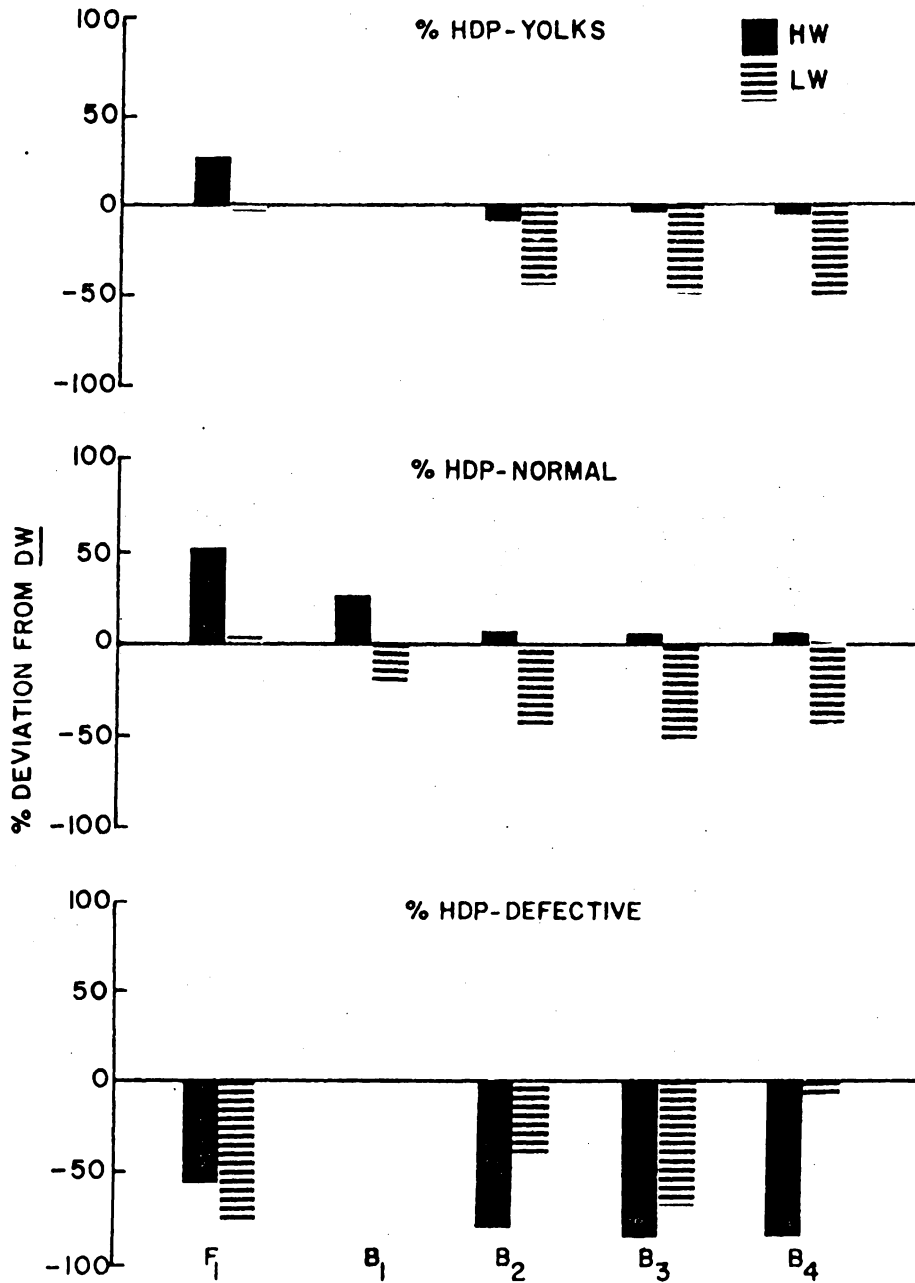 % HDP-YOLKS
HW
LW
100
50
0
-50
-100
% HDP-NORMAL
100
50
0
-50
-100
% DEVIATION FROM DW
% HDP-DEFECTIVE
100
50
0
-50
-100
F1 B1 B2 B3 B4